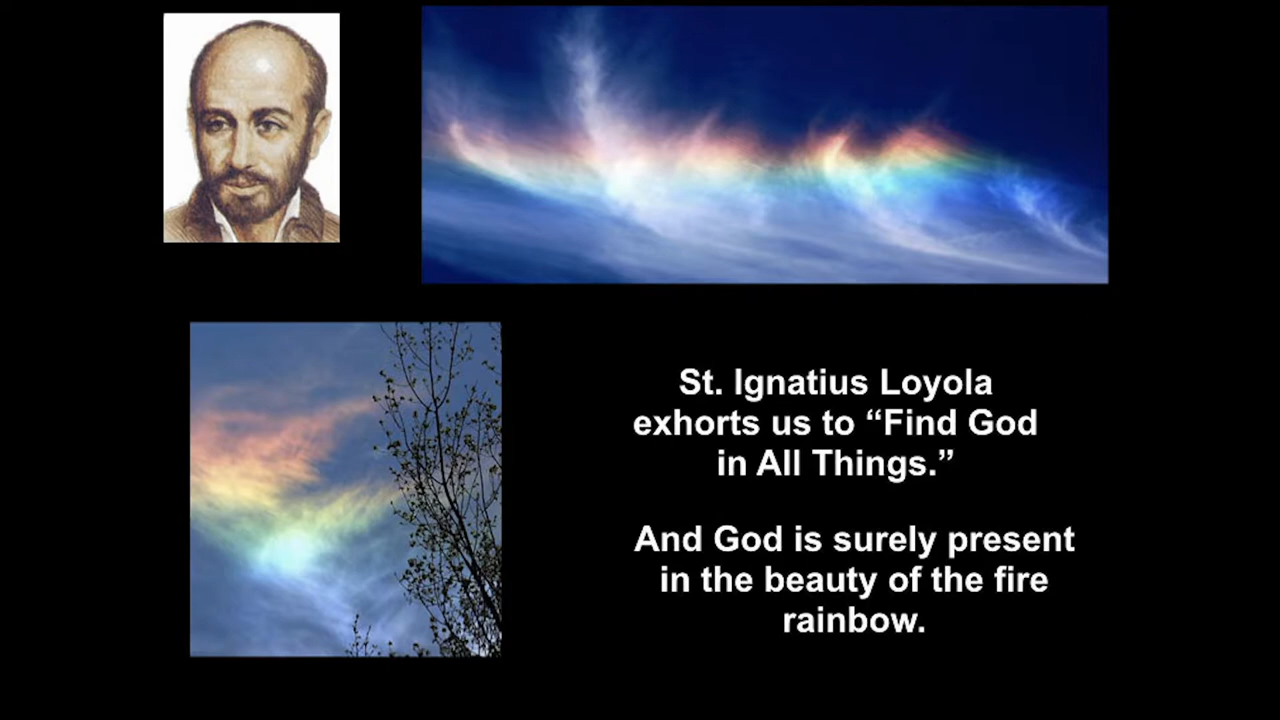 St. Ignatius Loyola
exhorts us to “Find God
in All Things.”
And God is surely present
in the beauty of the fire
rainbow.